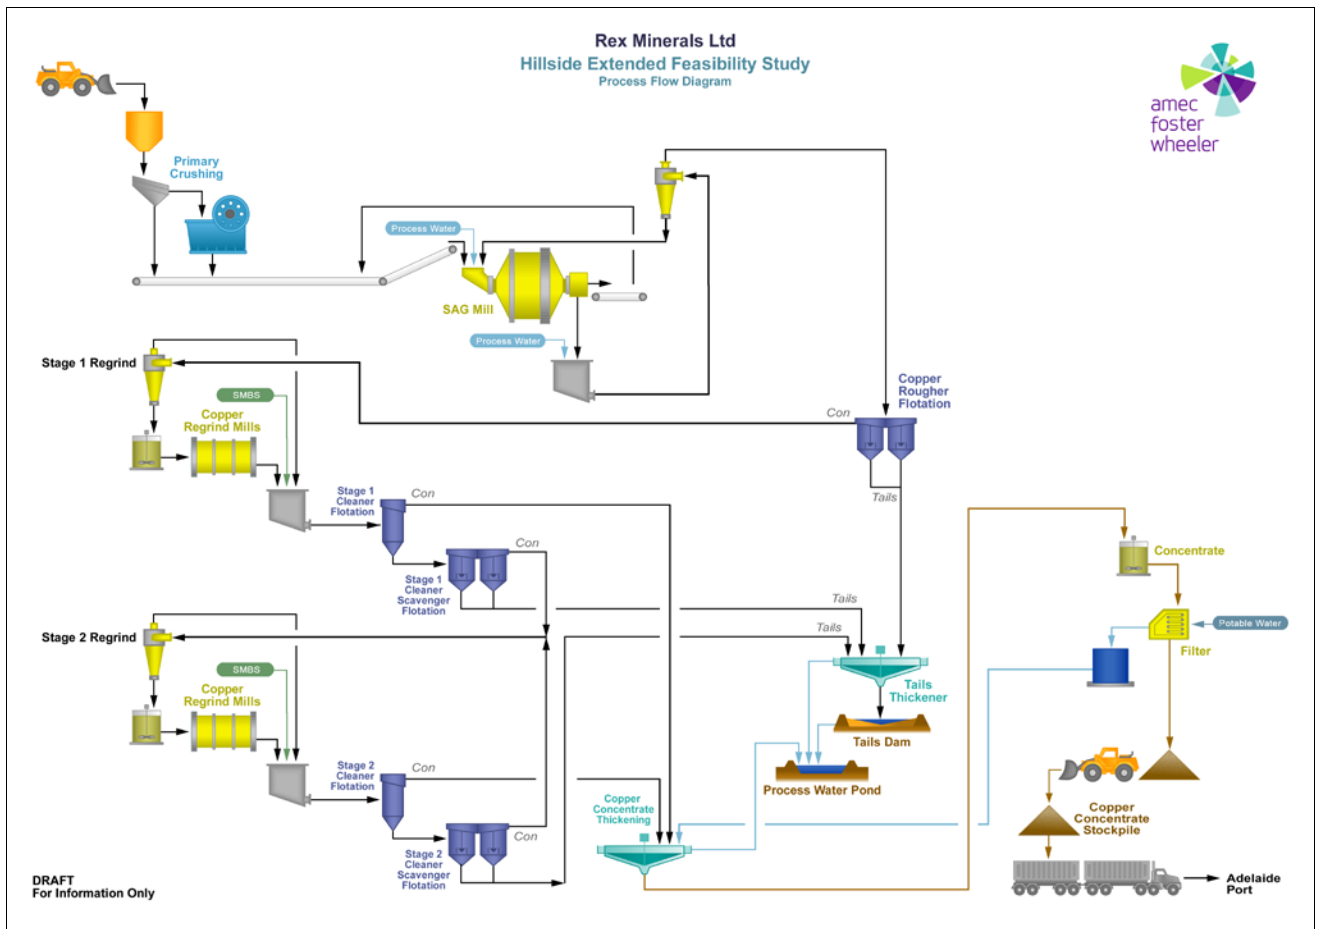 Rex Minerals Ltd
Hillside Extended Feasibility Study
Process Flow Diagram
amec
foster
wheeler
Primary
Crushing
Process Water
SAG Mill
Process Water
Stage 1 Regrind
SMBS
Copper
Regrind Mills
Copper
Rougher
Flotation
Con
Tails
Stage 1
Cleaner
Flotation
Con
Con
Stage 1
Cleaner
Scavenger
Flotation
Concentrate
Tails
Tails
Potable Water
Filter
Stage 2 Regrind
SMBS
Copper
Regrind Mills
Tails
Thickener
Tails Dam
Process Water Pond
Stage 2
Cleaner
Flotation
Con
Copper
Concentrate
Thickening
Copper
Concentrate
Stockpile
Con
Stage 2
Cleaner
Scavenger
Flotation
DRAFT
For Information Only
Adelaide
Port